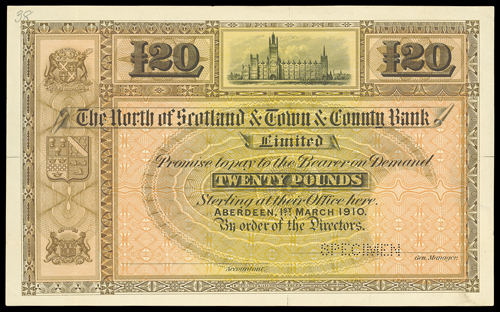 38
£20
£20
The North of Scotland & Town & County Bank
Limited
Promise to pay to the Bearer on Demand
TWENTY POUNDS
Sterling at their Office here.
ABERDEEN, 1ST MARCH 1910.
By order of the Directors.
SPECIMEN
Accountant.
Gen. Manager.